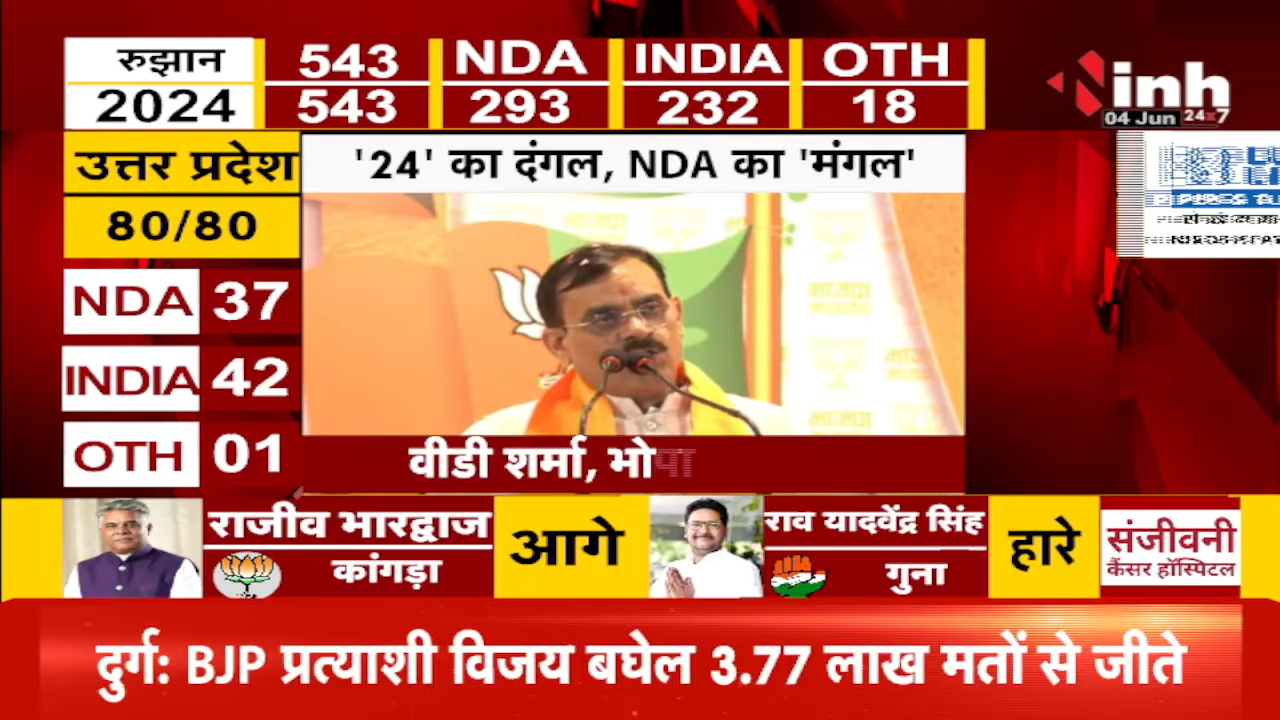 रुझान 543 NDA INDIA OTH
2024 543 293 232 18
inh
04 Jun 24x7
उत्तर प्रदेश
80/80
'24' का दंगल, NDA का 'मंगल'
NDA 37
INDIA 42
OTH 01
भाजपा
वीडी शर्मा, भोपा
राजीव भारद्वाज
कांगड़ा
आगे
राव यादवेंद्र सिंह
गुना
हारे
संजीवनी
कैंसर हॉस्पिटल
दुर्ग: BJP प्रत्याशी विजय बघेल 3.77 लाख मतों से जीते